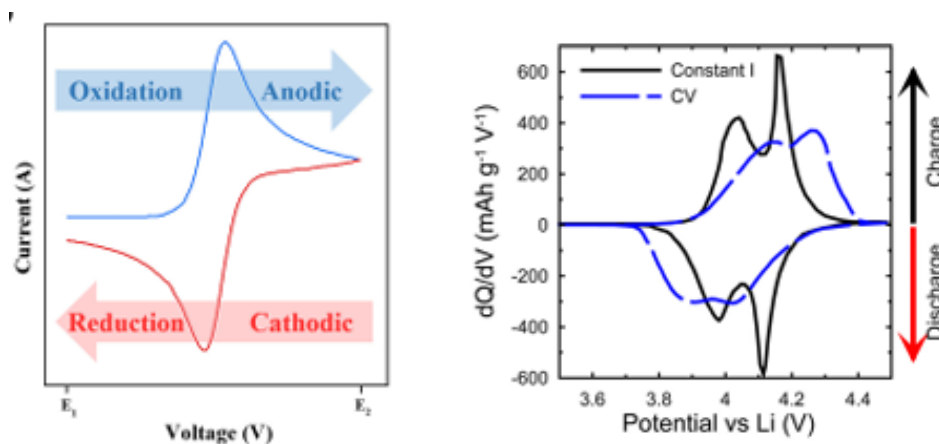 Oxidation Anodic
Reduction Cathodic
Current (A)
E1 E2
Voltage (V)
600
400
200
0
-200
-400
-600
dQ/dV (mAh g-1 V-1)
Constant I
CV
3.6 3.8 4 4.2 4.4
Potential vs Li (V)
Charge
Discharge